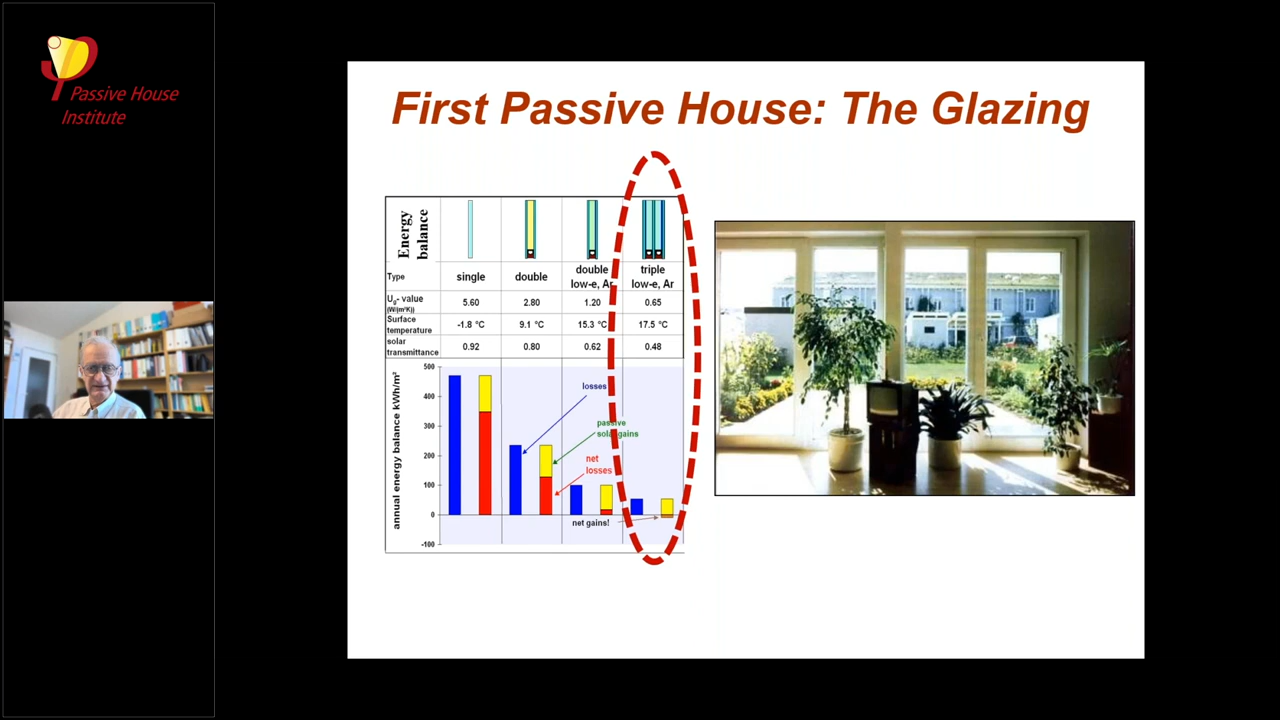 Passive House
Institute
First Passive House: The Glazing
Energy
balance
Type
single
double
double
low-e, Ar
triple
low-e, Ar
Ug- value
(W/(m²K))
5.60
2.80
1.20
0.65
Surface
temperature
-1.8 °C
9.1 °C
15.3 °C
17.5 °C
solar
transmittance
0.92
0.80
0.62
0.48
annual energy balance kWh/m²
500
400
300
200
100
0
-100
losses
passive
solar gains
net
losses
net gains!